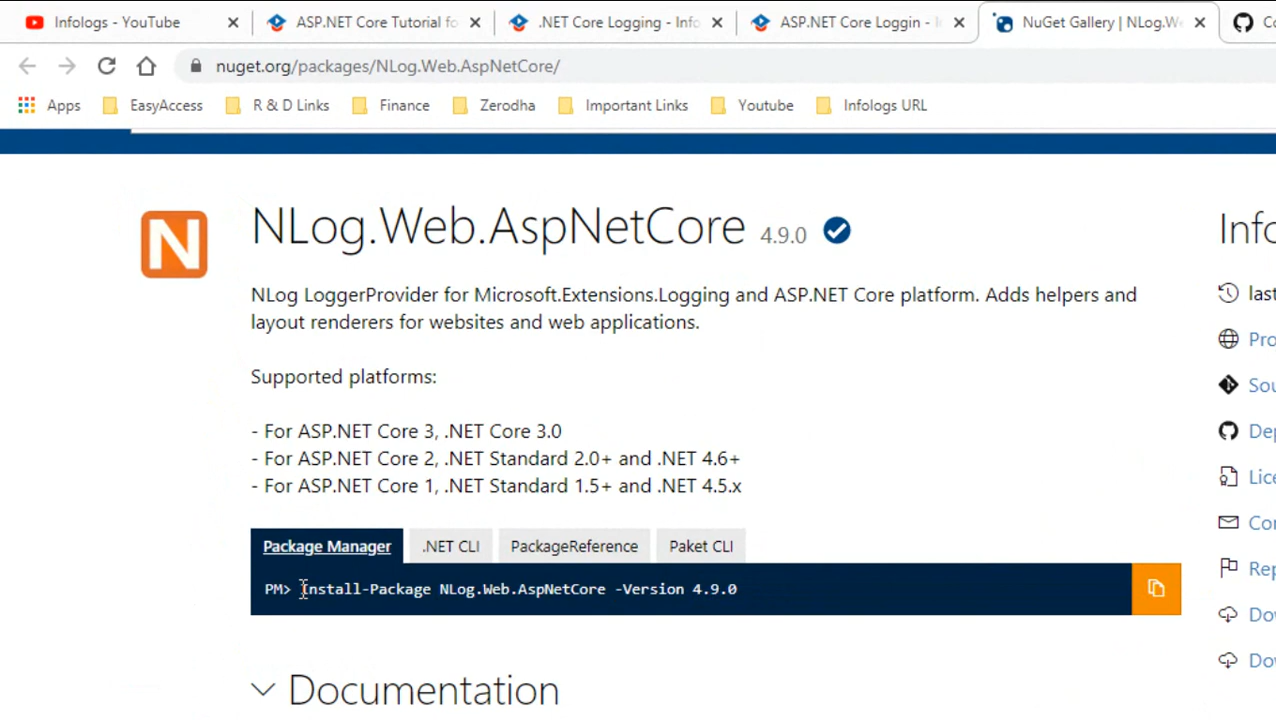 Infologs - YouTube
ASP.NET Core Tutorial fo
.NET Core Logging - Info
ASP.NET Core Loggin - I
NuGet Gallery | NLog.We
nuget.org/packages/NLog.Web.AspNetCore/
Apps EasyAccess R & D Links Finance Zerodha Important Links Youtube Infologs URL
N
NLog.Web.AspNetCore 4.9.0
NLog LoggerProvider for Microsoft.Extensions.Logging and ASP.NET Core platform. Adds helpers and
layout renderers for websites and web applications.
Supported platforms:
- For ASP.NET Core 3, .NET Core 3.0
- For ASP.NET Core 2, .NET Standard 2.0+ and .NET 4.6+
- For ASP.NET Core 1, .NET Standard 1.5+ and .NET 4.5.x
Package Manager .NET CLI PackageReference Paket CLI
PM> Install-Package NLog.Web.AspNetCore -Version 4.9.0
Documentation
Info
last
Pro
Sou
Dep
Lice
Con
Rep
Dow
Dow